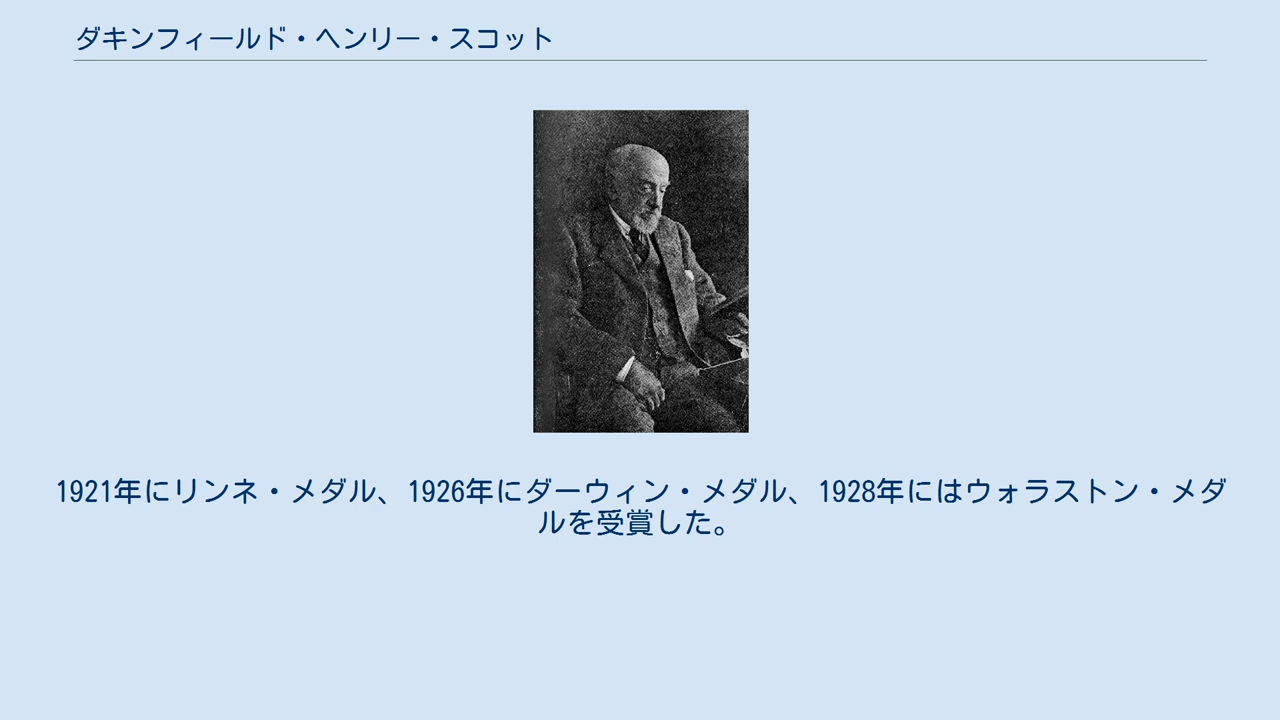 ダキンフィールド・ヘンリー・スコット
1921年にリンネ・メダル、1926年にダーウィン・メダル、1928年にはウォラストン・メダ
ルを受賞した。